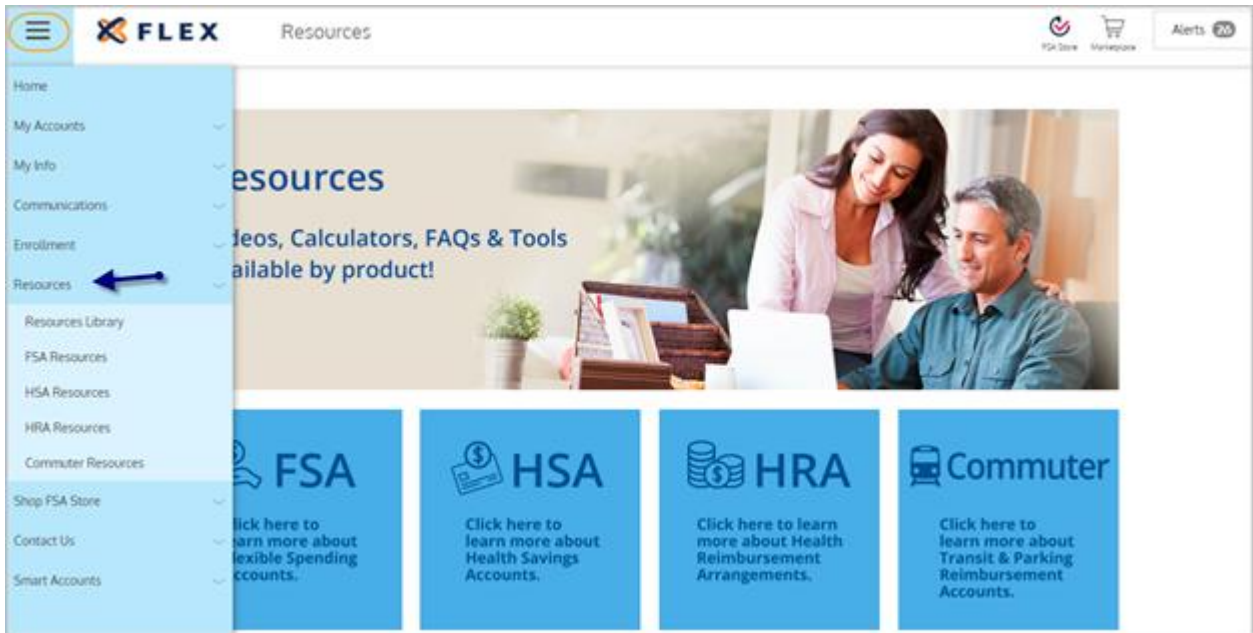 FLEX
Resources
FSA Store
Marketplace
Alerts 26
Home
My Accounts
My Info
Communications
Enrollment
Resources
Resources Library
FSA Resources
HSA Resources
HRA Resources
Commuter Resources
Shop FSA Store
Contact Us
Smart Accounts
esources
deos, Calculators, FAQs & Tools
ailable by product!
FSA
lick here to
earn more about
lexible Spending
ccounts.
HSA
Click here to
learn more about
Health Savings
Accounts.
HRA
Click here to learn
more about Health
Reimbursement
Arrangements.
Commuter
Click here to
learn more about
Transit & Parking
Reimbursement
Accounts.